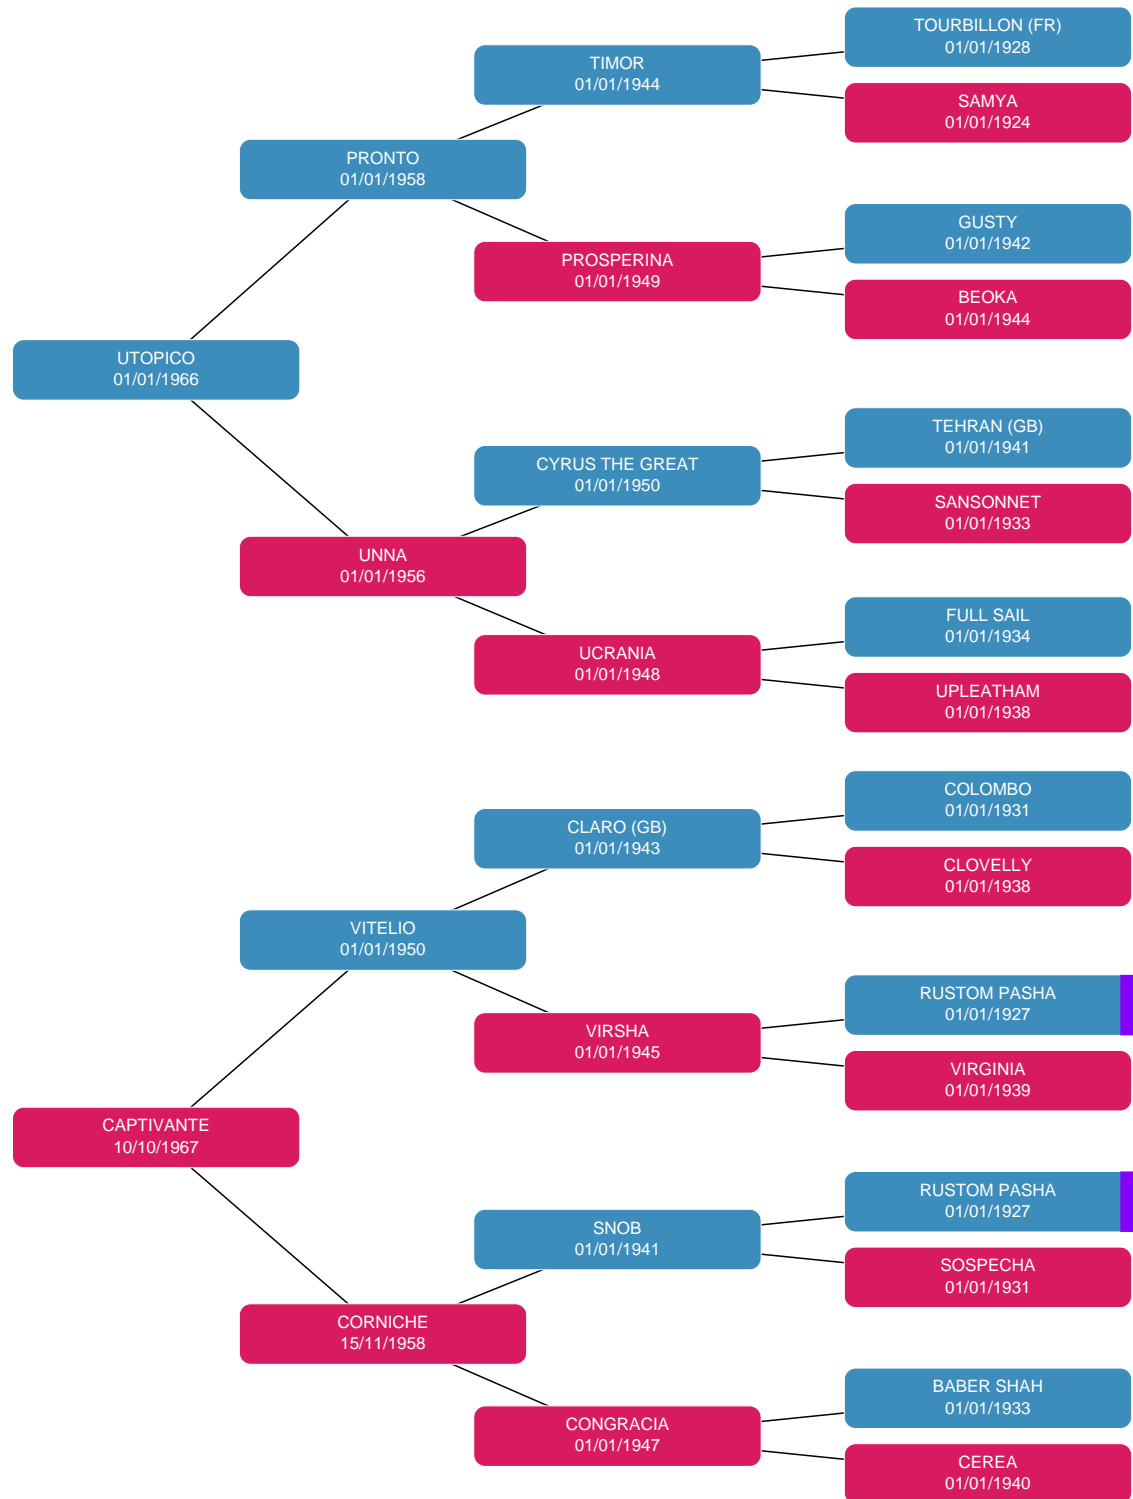 TOURBILLON (FR)
01/01/1928
TIMOR
01/01/1944
SAMYA
01/01/1924
PRONTO
01/01/1958
GUSTY
01/01/1942
PROSPERINA
01/01/1949
BEOKA
01/01/1944
UTOPICO
01/01/1966
TEHRAN (GB)
01/01/1941
CYRUS THE GREAT
01/01/1950
SANSONNET
01/01/1933
UNNA
01/01/1956
FULL SAIL
01/01/1934
UCRANIA
01/01/1948
UPLEATHAM
01/01/1938
COLOMBO
01/01/1931
CLARO (GB)
01/01/1943
CLOVELLY
01/01/1938
VITELIO
01/01/1950
RUSTOM PASHA
01/01/1927
VIRSHA
01/01/1945
VIRGINIA
01/01/1939
CAPTIVANTE
10/10/1967
RUSTOM PASHA
01/01/1927
SNOB
01/01/1941
SOSPECHA
01/01/1931
CORNICHE
15/11/1958
BABER SHAH
01/01/1933
CONGRACIA
01/01/1947
CEREA
01/01/1940